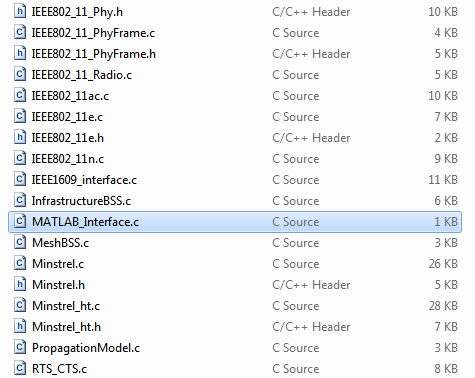 IEEE802_11_Phy.h C/C++ Header 10 KB
IEEE802_11_PhyFrame.c C Source 4 KB
IEEE802_11_PhyFrame.h C/C++ Header 5 KB
IEEE802_11_Radio.c C Source 5 KB
IEEE802_11ac.c C Source 10 KB
IEEE802_11e.c C Source 7 KB
IEEE802_11e.h C/C++ Header 2 KB
IEEE802_11n.c C Source 9 KB
IEEE1609_interface.c C Source 11 KB
InfrastructureBSS.c C Source 6 KB
MATLAB_Interface.c C Source 1 KB
MeshBSS.c C Source 3 KB
Minstrel.c C Source 26 KB
Minstrel.h C/C++ Header 5 KB
Minstrel_ht.c C Source 28 KB
Minstrel_ht.h C/C++ Header 7 KB
PropagationModel.c C Source 3 KB
RTS_CTS.c C Source 8 KB